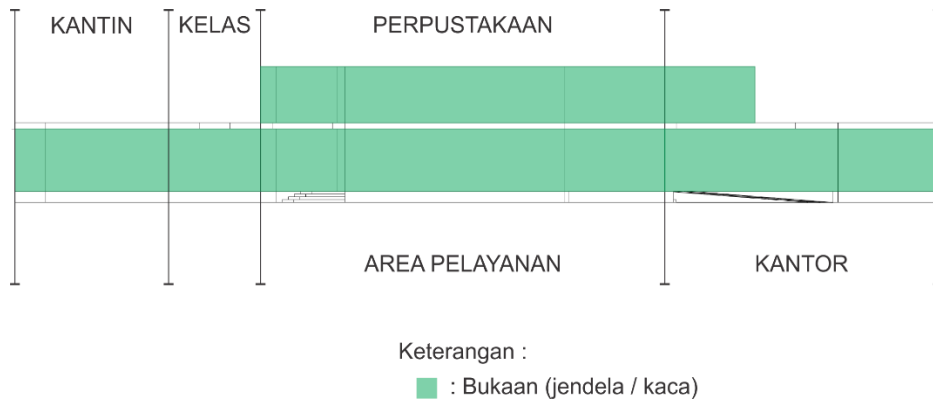 KANTIN
KELAS
PERPUSTAKAAN
AREA PELAYANAN
KANTOR
Keterangan :
: Bukaan (jendela / kaca)